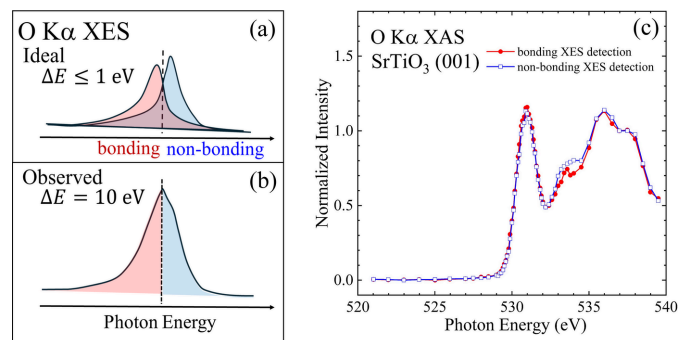 O Kα XES
(a)
Ideal
ΔE ≤ 1 eV
bonding non-bonding
(b)
Observed
ΔE = 10 eV
Photon Energy
(c)
O Kα XAS
SrTiO₃ (001)
bonding XES detection
non-bonding XES detection
Normalized Intensity
1.5
1.0
0.5
0.0
520 525 530 535 540
Photon Energy (eV)